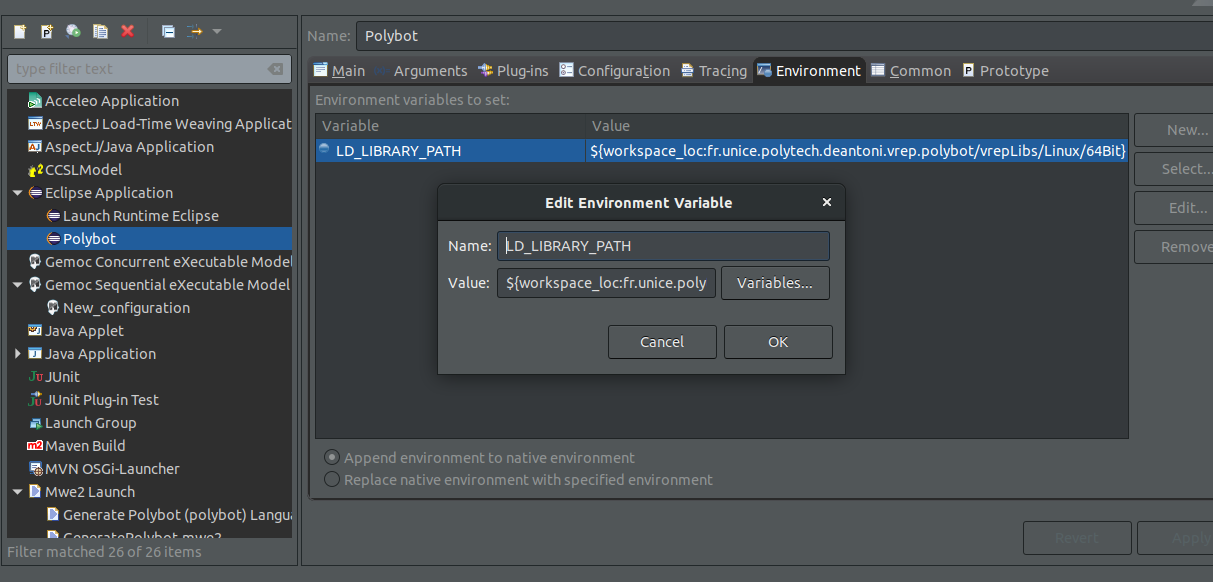 Name: Polybot
type filter text
Main Arguments Plug-ins Configuration Tracing Environment Common Prototype
Environment variables to set:
Variable Value
LD_LIBRARY_PATH ${workspace_loc:fr.unice.polytech.deantoni.vrep.polybot/vrepLibs/Linux/64Bit}
New...
Select...
Edit...
Remove
Acceleo Application
AspectJ Load-Time Weaving Applicat
AspectJ/Java Application
CCSLModel
Eclipse Application
Launch Runtime Eclipse
Polybot
Gemoc Concurrent eXecutable Model
Gemoc Sequential eXecutable Model
New_configuration
Java Applet
Java Application
JUnit
JUnit Plug-in Test
Launch Group
Maven Build
MVN OSGi-Launcher
Mwe2 Launch
Generate Polybot (polybot) Langua
GeneratePolybot.mwe2
Filter matched 26 of 26 items
Edit Environment Variable
Name: LD_LIBRARY_PATH
Value: ${workspace_loc:fr.unice.poly Variables...
Cancel OK
Append environment to native environment
Replace native environment with specified environment
Revert Apply